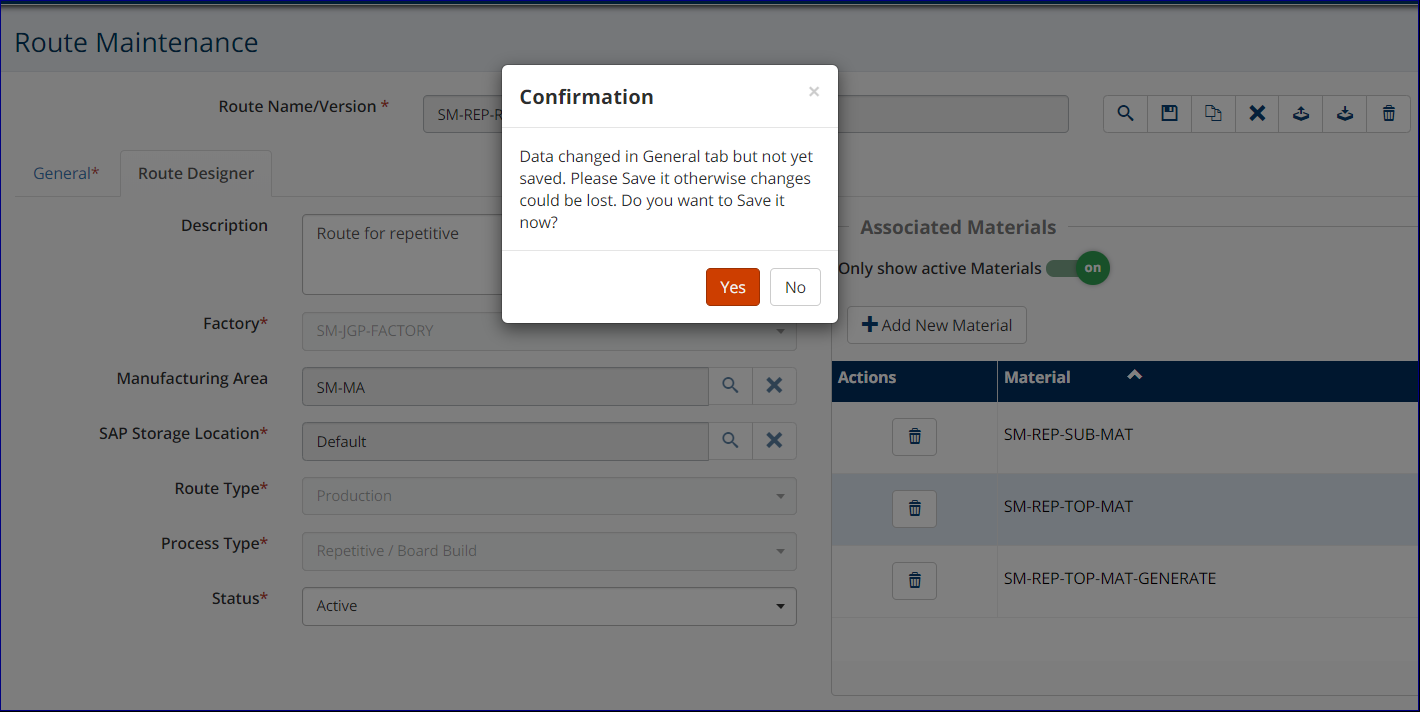 Route Maintenance
Route Name/Version *
SM-REP-R
General*
Route Designer
Confirmation
×
Data changed in General tab but not yet
saved. Please Save it otherwise changes
could be lost. Do you want to Save it
now?
Yes
No
Description
Route for repetitive
Factory*
SM-JGP-FACTORY
Manufacturing Area
SM-MA
SAP Storage Location*
Default
Route Type*
Production
Process Type*
Repetitive / Board Build
Status*
Active
Associated Materials
Only show active Materials on
Add New Material
Actions Material
SM-REP-SUB-MAT
SM-REP-TOP-MAT
SM-REP-TOP-MAT-GENERATE